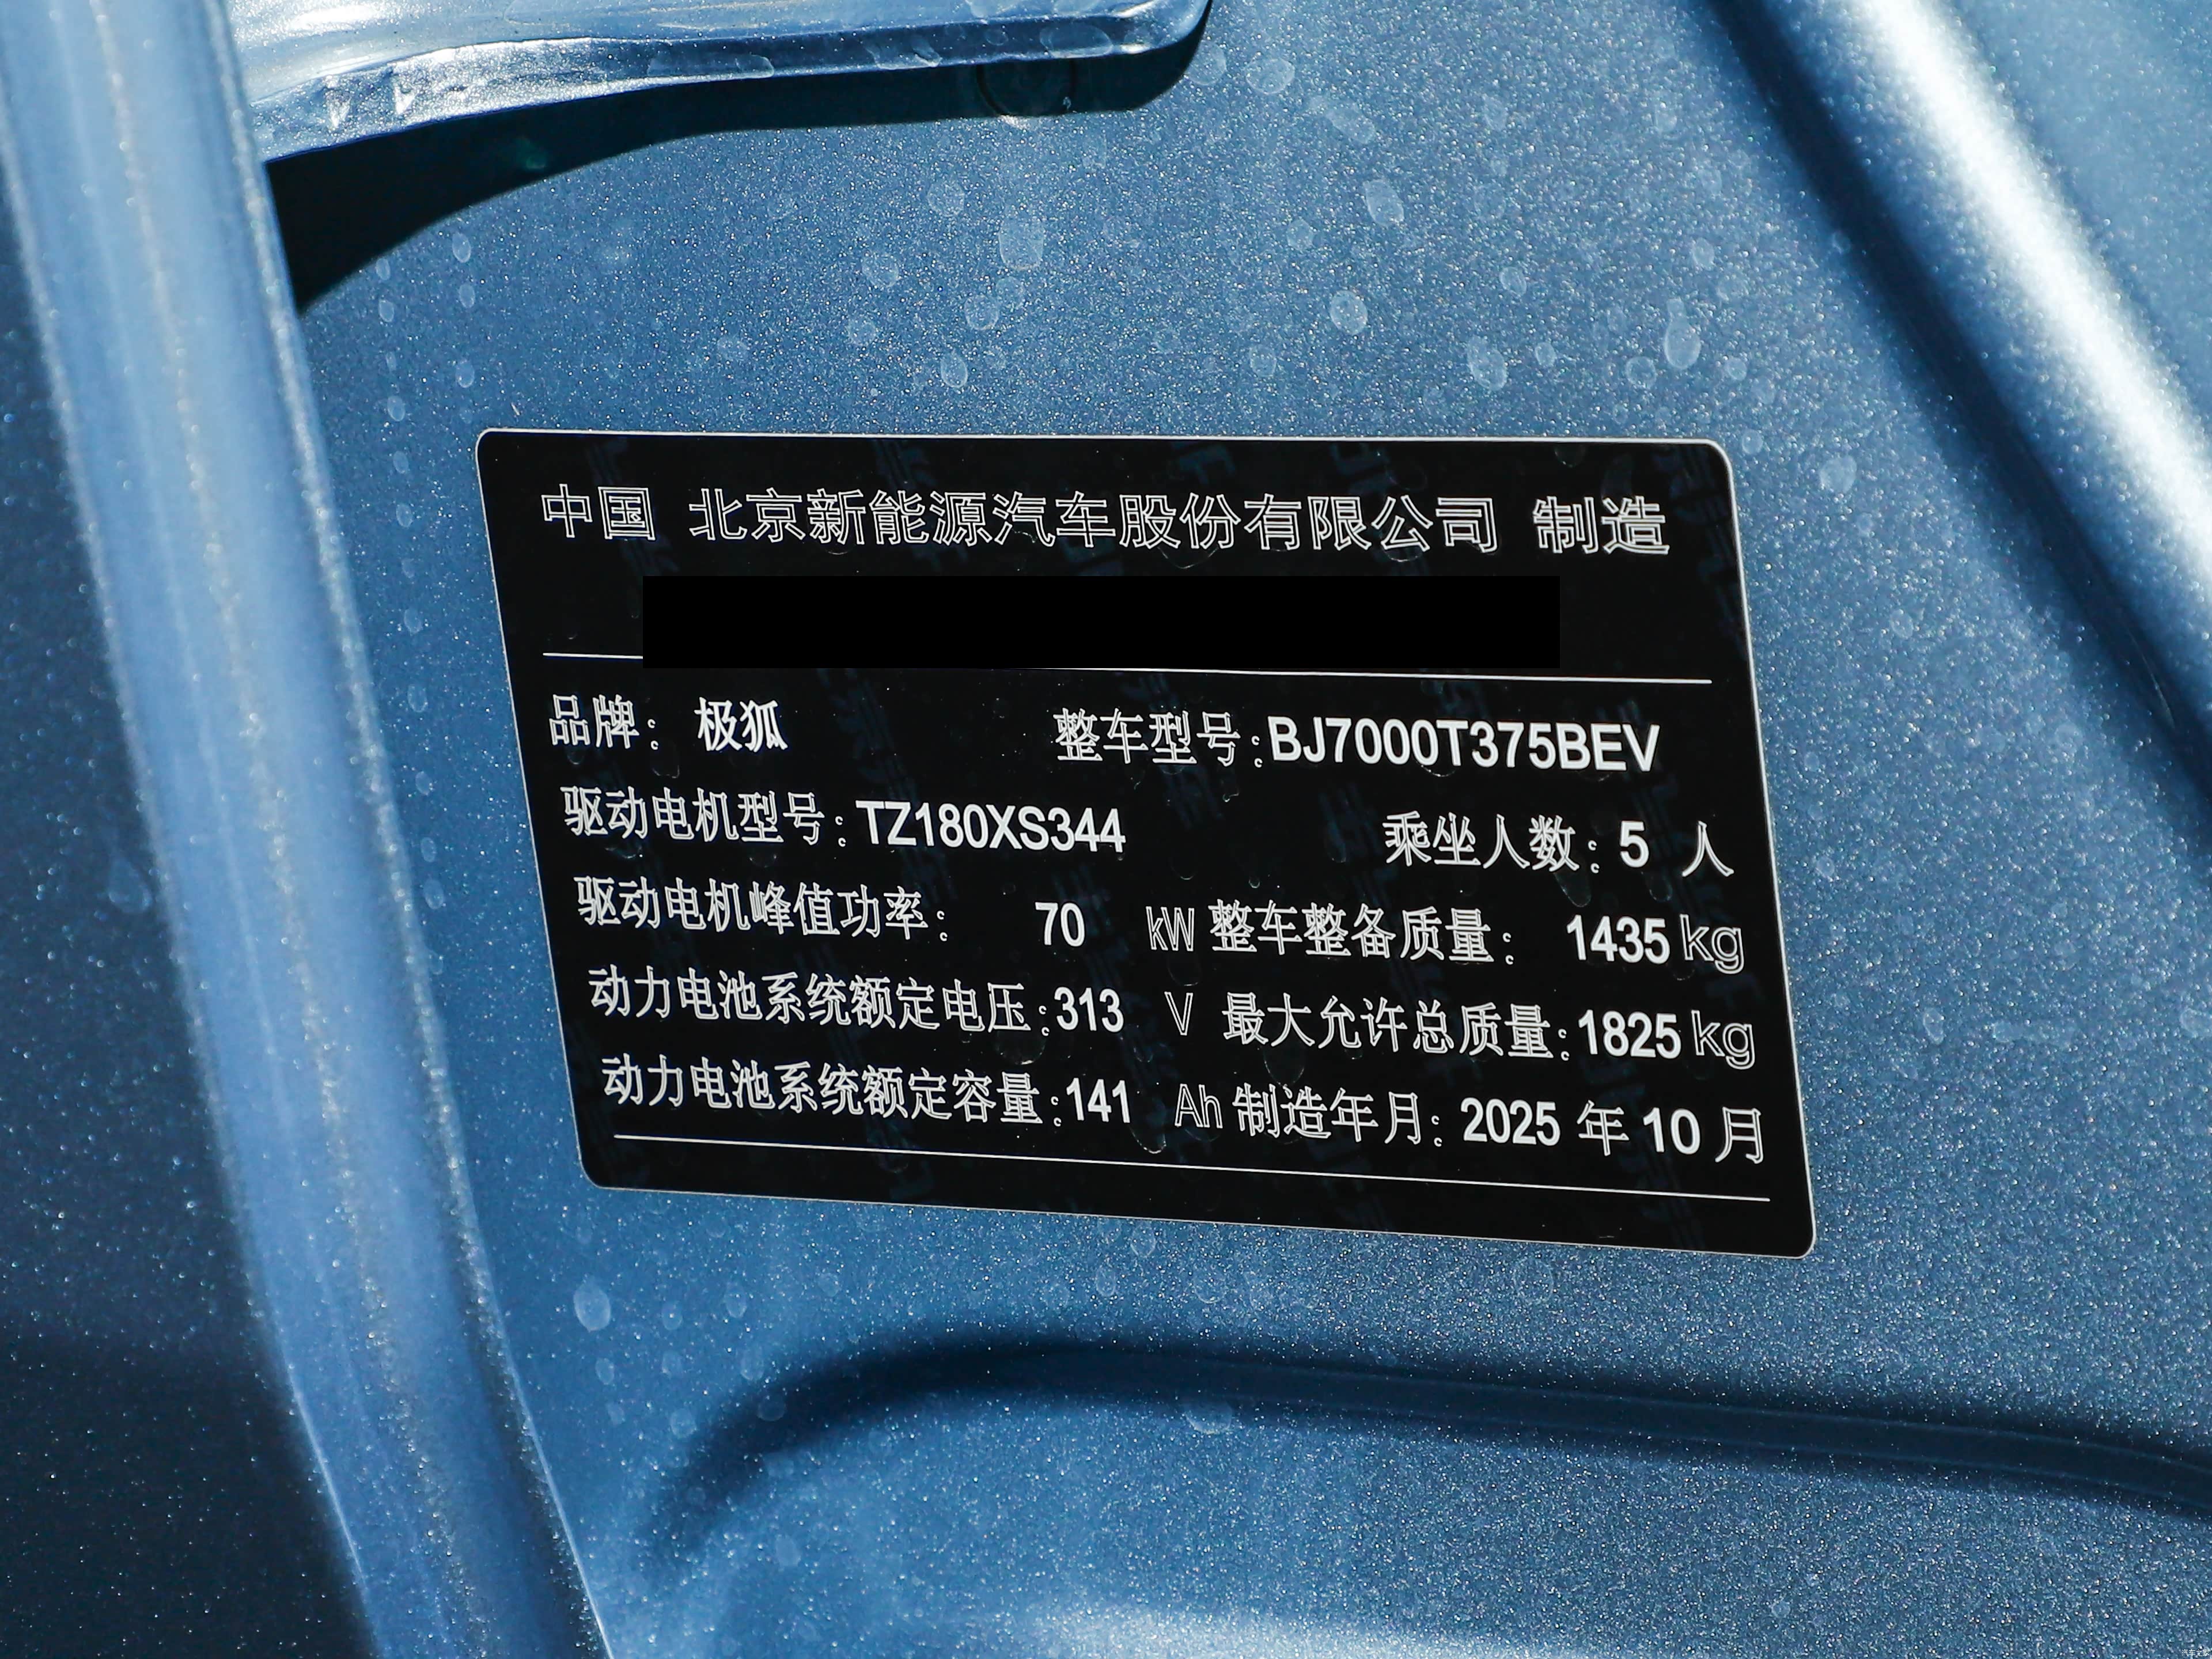 中国 北京新能源汽车股份有限公司 制造
品牌： 极狐 整车型号：BJ7000T375BEV
驱动电机型号：TZ180XS344 乘坐人数：5 人
驱动电机峰值功率： 70 kW 整车整备质量： 1435 kg
动力电池系统额定电压：313 V 最大允许总质量：1825 kg
动力电池系统额定容量：141 Ah 制造年月：2025 年 10 月